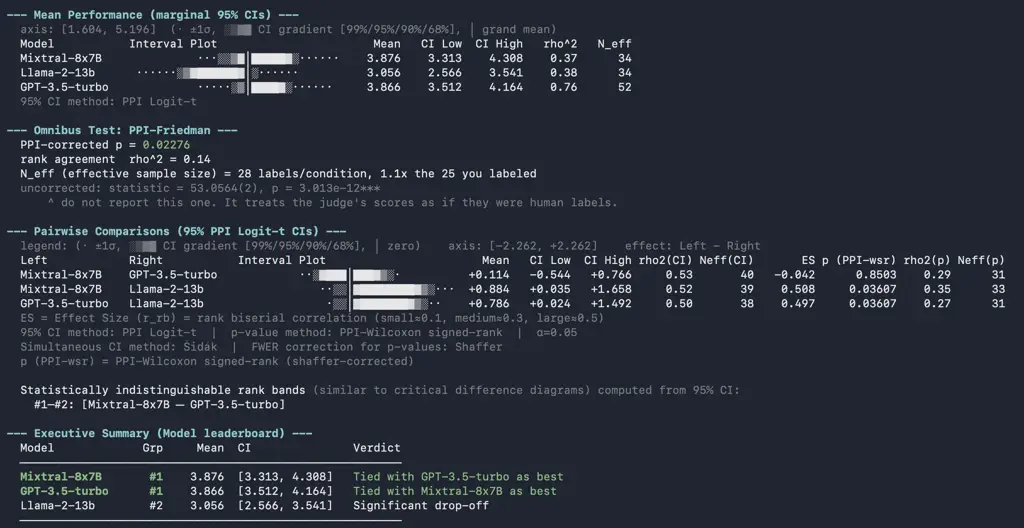 --- Mean Performance (marginal 95% CIs) ---
axis: [1.604, 5.196]  (· ±1σ, ░▒▓█ CI gradient [99%/95%/90%/68%], │ grand mean)
Model Interval Plot Mean CI Low CI High rho^2 N_eff
Mixtral-8x7B 3.876 3.313 4.308 0.37 34
Llama-2-13b 3.056 2.566 3.541 0.38 34
GPT-3.5-turbo 3.866 3.512 4.164 0.76 52
95% CI method: PPI Logit-t
--- Omnibus Test: PPI-Friedman ---
PPI-corrected p = 0.02276
rank agreement  rho^2 = 0.14
N_eff (effective sample size) = 28 labels/condition, 1.1x the 25 you labeled
uncorrected: statistic = 53.0564(2), p = 3.013e-12***
^ do not report this one. It treats the judge's scores as if they were human labels.
--- Pairwise Comparisons (95% PPI Logit-t CIs) ---
legend: (· ±1σ, ░▒▓█ CI gradient [99%/95%/90%/68%], │ zero)    axis: [-2.262, +2.262]    effect: Left - Right
Left Right Interval Plot Mean CI Low CI High rho2(CI) Neff(CI) ES p (PPI-wsr) rho2(p) Neff(p)
Mixtral-8x7B GPT-3.5-turbo +0.114 -0.544 +0.766 0.53 40 -0.042 0.8503 0.29 31
Mixtral-8x7B Llama-2-13b +0.884 +0.035 +1.658 0.52 39 0.508 0.03607 0.35 33
GPT-3.5-turbo Llama-2-13b +0.786 +0.024 +1.492 0.50 38 0.497 0.03607 0.27 31
ES = Effect Size (r_rb) = rank biserial correlation (small≈0.1, medium≈0.3, large≈0.5)
95% CI method: PPI Logit-t  |  p-value method: PPI-Wilcoxon signed-rank  |  α=0.05
Simultaneous CI method: Šidák  |  FWER correction for p-values: Shaffer
p (PPI-wsr) = PPI-Wilcoxon signed-rank (shaffer-corrected)
Statistically indistinguishable rank bands (similar to critical difference diagrams) computed from 95% CI:
#1—#2: [Mixtral-8x7B — GPT-3.5-turbo]
--- Executive Summary (Model leaderboard) ---
Model Grp Mean CI Verdict
Mixtral-8x7B #1 3.876 [3.313, 4.308] Tied with GPT-3.5-turbo as best
GPT-3.5-turbo #1 3.866 [3.512, 4.164] Tied with Mixtral-8x7B as best
Llama-2-13b #2 3.056 [2.566, 3.541] Significant drop-off